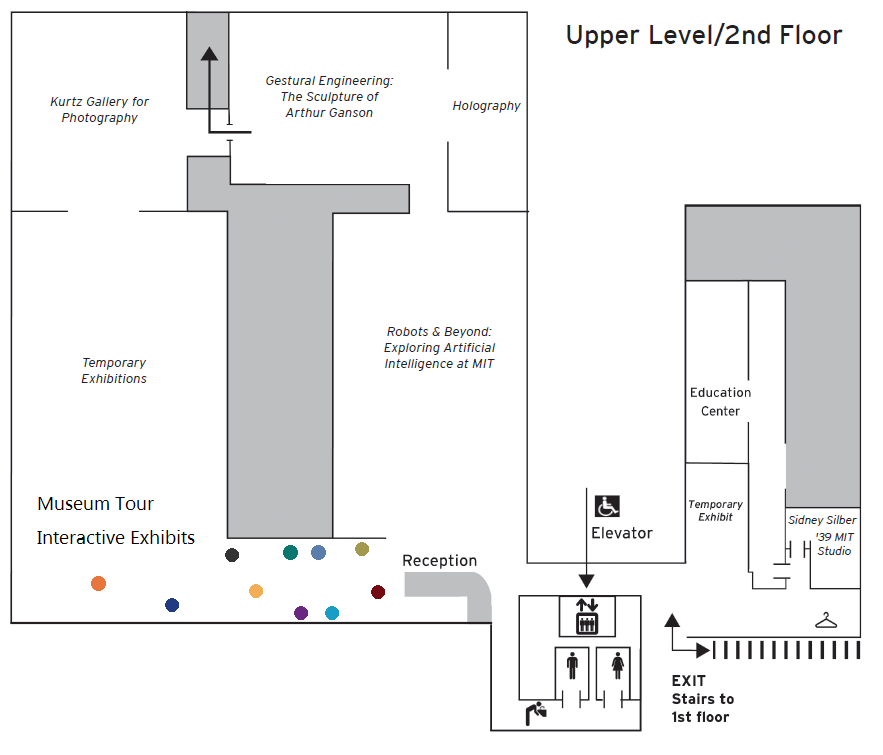 Upper Level/2nd Floor
Kurtz Gallery for
Photography
Gestural Engineering:
The Sculpture of
Arthur Ganson
Holography
Temporary
Exhibitions
Robots & Beyond:
Exploring Artificial
Intelligence at MIT
Education
Center
Temporary
Exhibit
Sidney Silber
'39 MIT
Studio
Museum Tour
Interactive Exhibits
Elevator
Reception
EXIT
Stairs to
1st floor